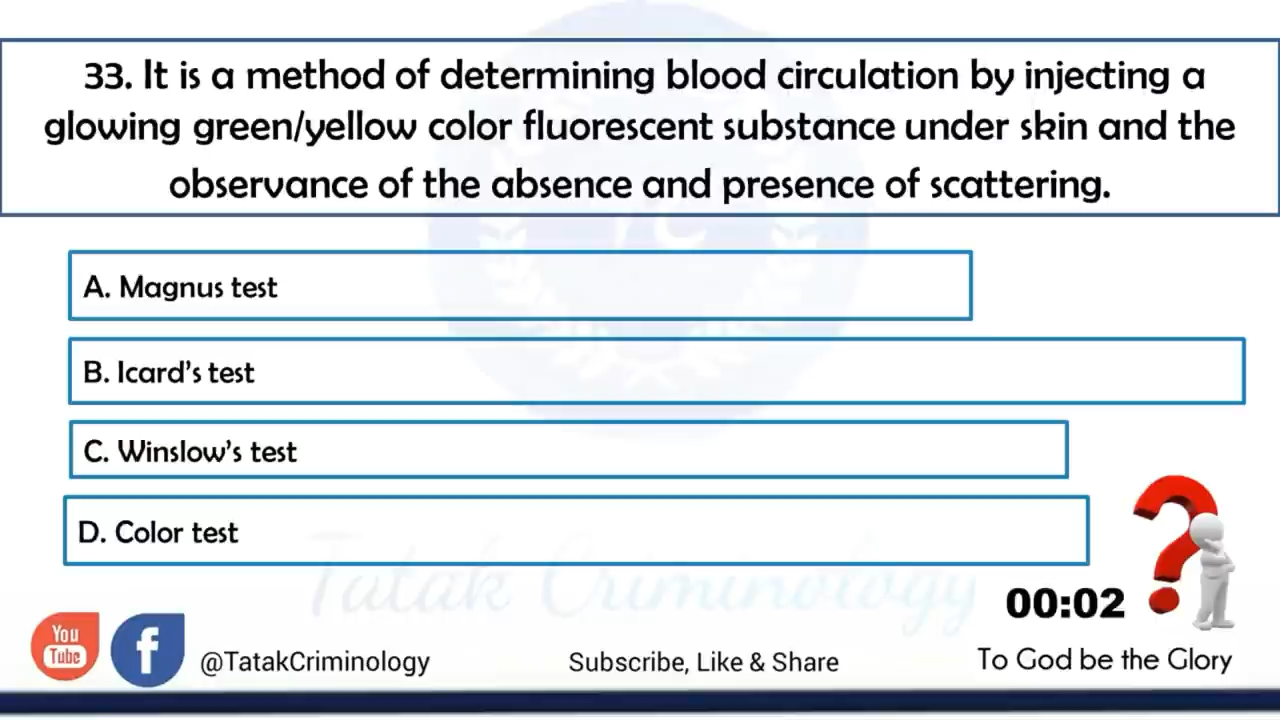 33. It is a method of determining blood circulation by injecting a
glowing green/yellow color fluorescent substance under skin and the
observance of the absence and presence of scattering.
A. Magnus test
B. Icard's test
C. Winslow's test
D. Color test
Tatak Criminology
00:02
You
Tube
f
@TatakCriminology
Subscribe, Like & Share
To God be the Glory